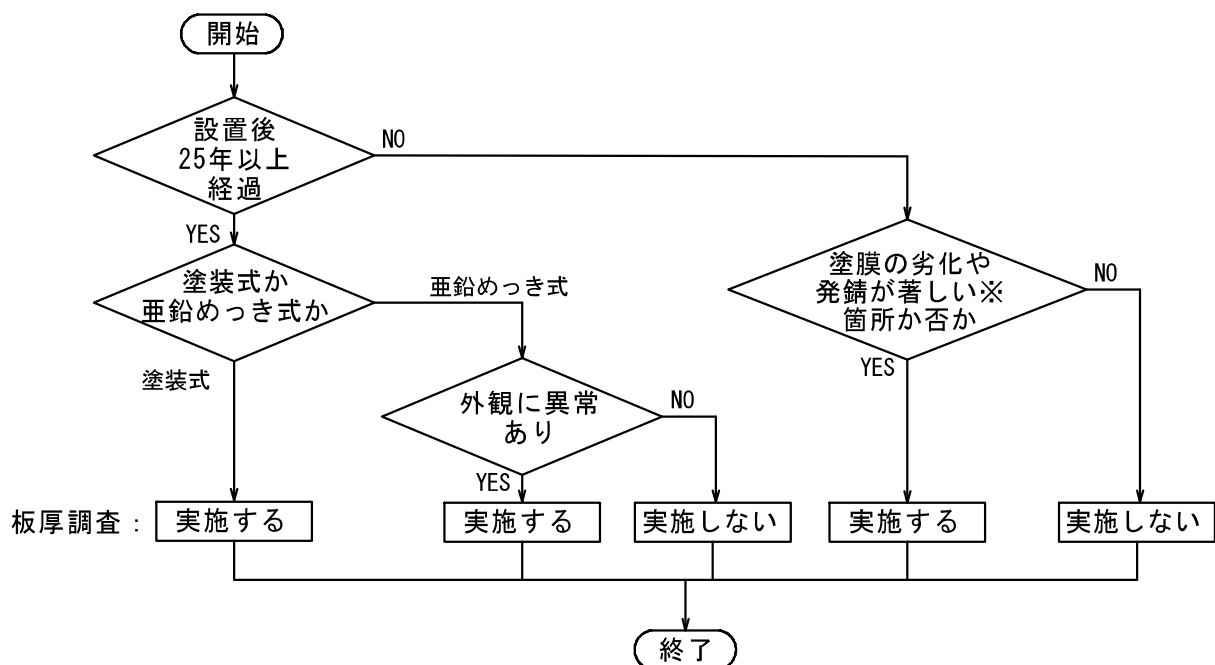 開始
設置後
25年以上
経過
NO
YES
塗装式か
亜鉛めっき式か
亜鉛めっき式
塗膜の劣化や
発錆が著しい※
箇所か否か
NO
YES
塗装式
外観に異常
あり
NO
YES
板厚調査：
実施する
実施する
実施しない
実施する
実施しない
終了